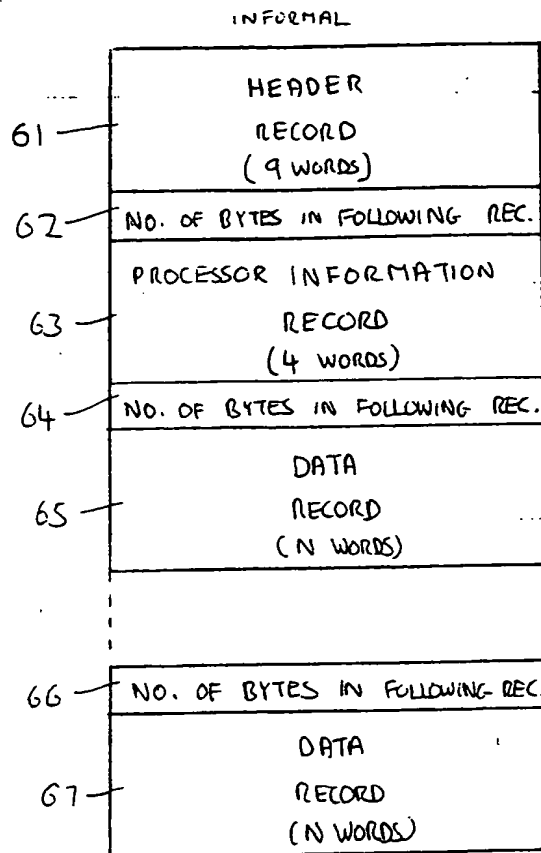 INFORMAL
HEADER
61
RECORD
(9 WORDS)
62
NO. OF BYTES IN FOLLOWING REC.
PROCESSOR INFORMATION
63
RECORD
(4 WORDS)
64
NO. OF BYTES IN FOLLOWING REC.
DATA
65
RECORD
(N WORDS)
66
NO. OF BYTES IN FOLLOWING REC.
DATA
67
RECORD
(N WORDS)